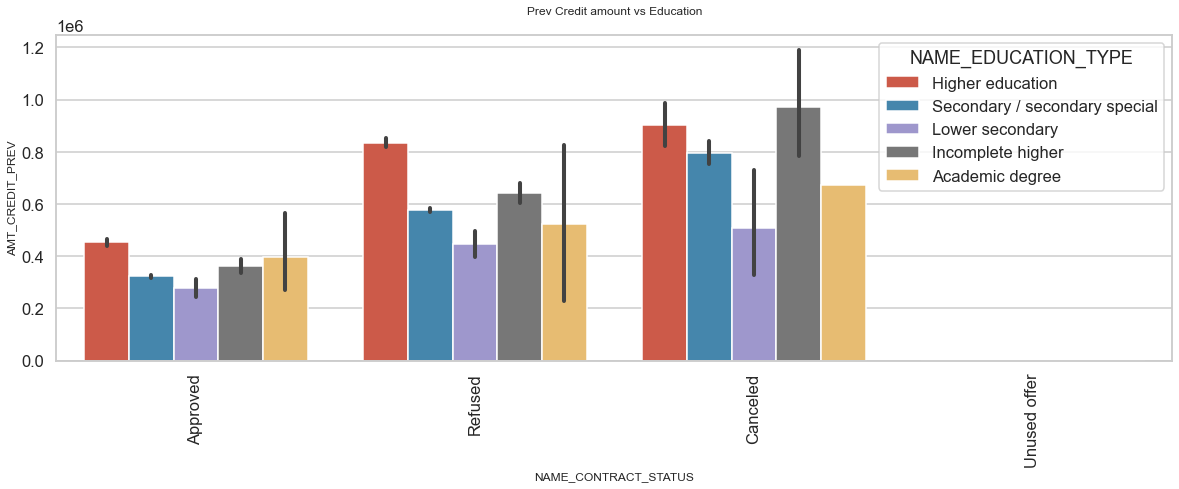 Prev Credit amount vs Education
1e6
1.2
1.0
0.8
0.6
0.4
0.2
0.0
AMT_CREDIT_PREV
NAME_EDUCATION_TYPE
Higher education
Secondary / secondary special
Lower secondary
Incomplete higher
Academic degree
Approved
Refused
Canceled
Unused offer
NAME_CONTRACT_STATUS